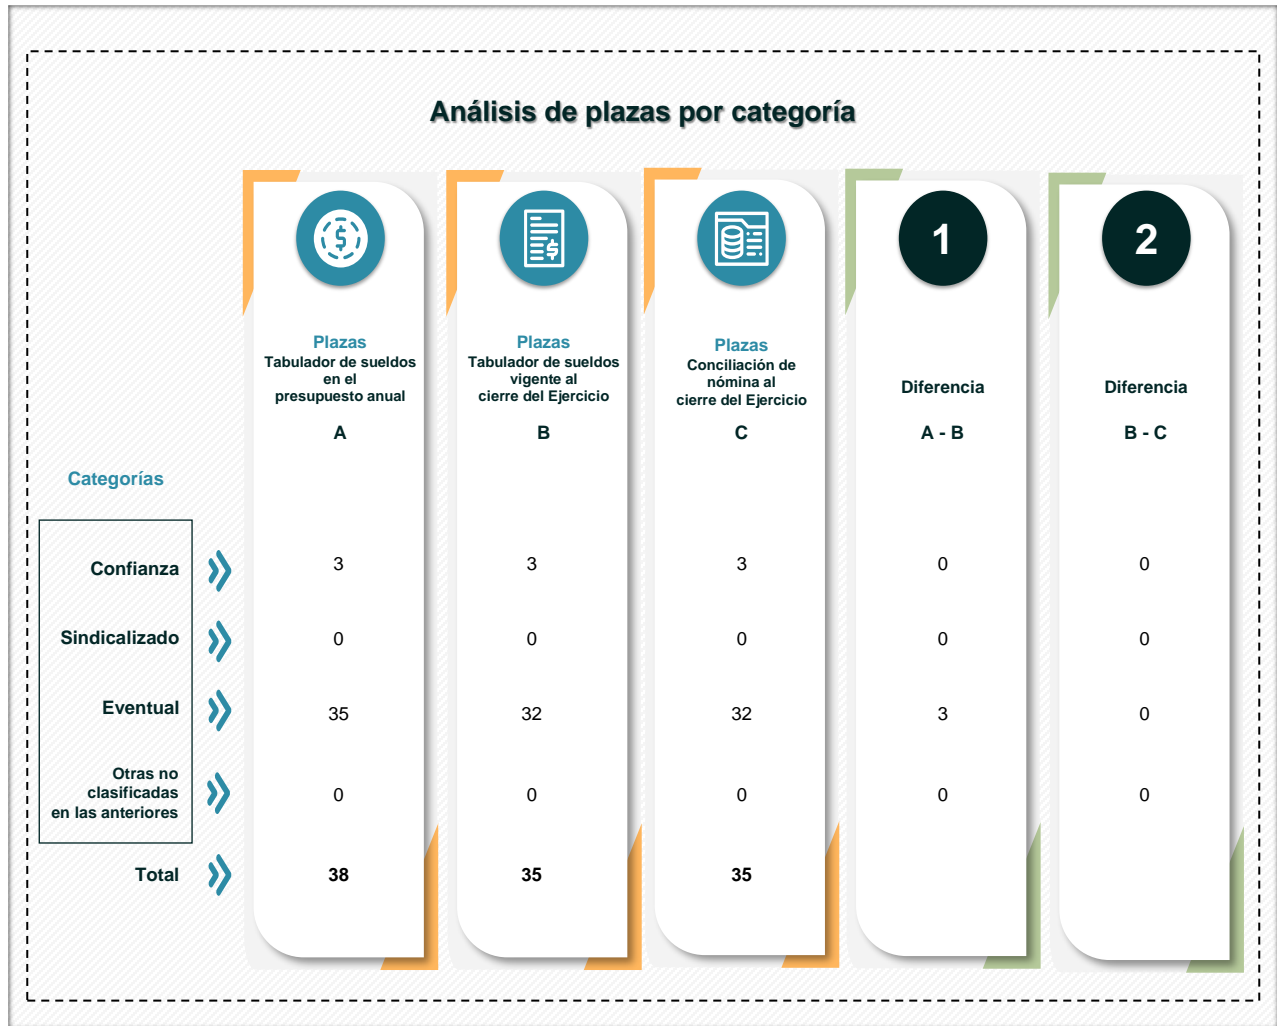 Análisis de plazas por categoría
1
2
Plazas
Tabulador de sueldos
en el
presupuesto anual
A
Plazas
Tabulador de sueldos
vigente al
cierre del Ejercicio
B
Plazas
Conciliación de
nómina al
cierre del Ejercicio
C
Diferencia
A - B
Diferencia
B - C
Categorías
Confianza 3 3 3 0 0
Sindicalizado 0 0 0 0 0
Eventual 35 32 32 3 0
Otras no
clasificadas
en las anteriores
0 0 0 0 0
Total 38 35 35